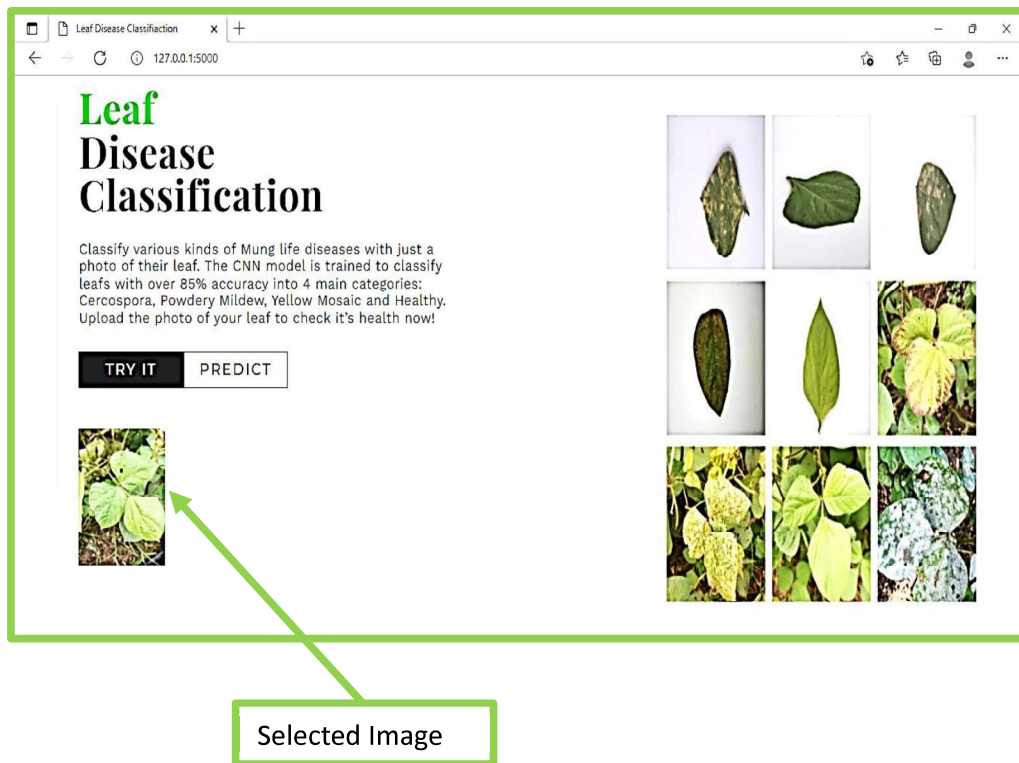 Leaf Disease Classifiaction
127.0.0.1:5000
Leaf
Disease
Classification
Classify various kinds of Mung life diseases with just a
photo of their leaf. The CNN model is trained to classify
leafs with over 85% accuracy into 4 main categories:
Cercospora, Powdery Mildew, Yellow Mosaic and Healthy.
Upload the photo of your leaf to check it's health now!
TRY IT
PREDICT
Selected Image